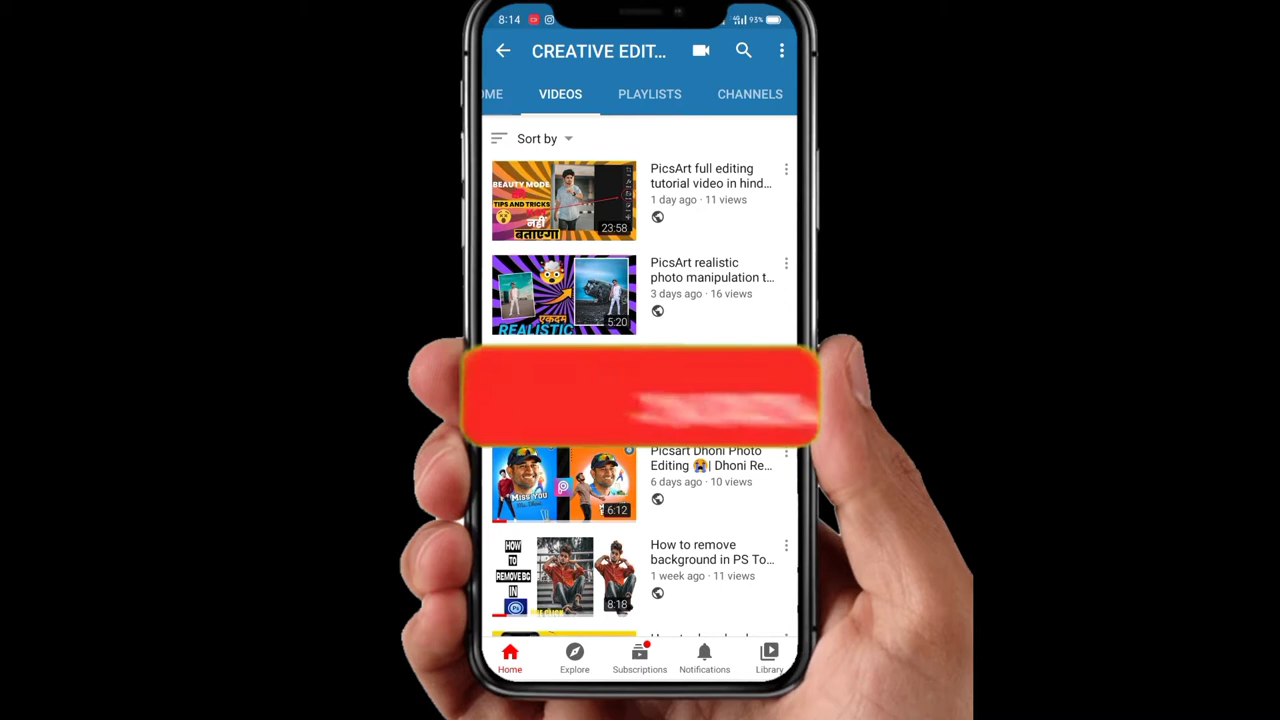 8:14
4G
93%
CREATIVE EDIT...
OME
VIDEOS
PLAYLISTS
CHANNELS
Sort by
BEAUTY MODE
TIPS AND TRICKS
नहीं
बताएगा
23:58
PicsArt full editing
tutorial video in hind...
1 day ago · 11 views
एकदम
REALISTIC
5:20
PicsArt realistic
photo manipulation t...
3 days ago · 16 views
Miss You
6:12
Picsart Dhoni Photo
Editing 😭| Dhoni Re...
6 days ago · 10 views
HOW
TO
REMOVE BG
IN
8:18
How to remove
background in PS To...
1 week ago · 11 views
Home
Explore
Subscriptions
Notifications
Library